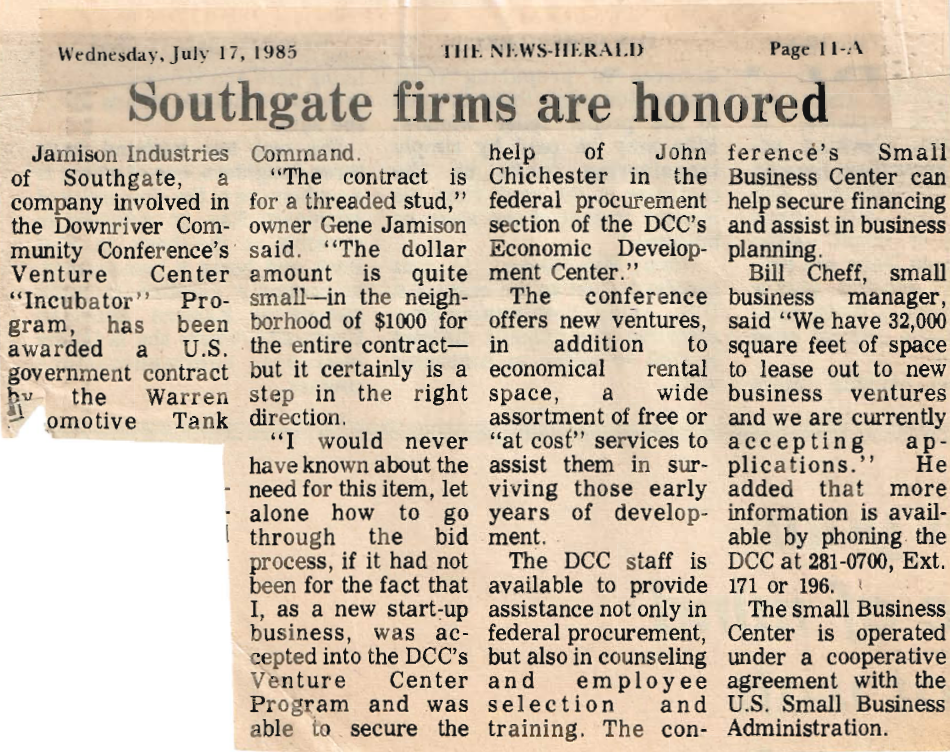 Wednesday, July 17, 1985 THE NEWS-HERALD Page 11-A
Southgate firms are honored
Jamison Industries
of Southgate, a
company involved in
the Downriver Com-
munity Conference's
Venture Center
"Incubator" Pro-
gram, has been
awarded a U.S.
government contract
by the Warren
omotive Tank
Command.
"The contract is
for a threaded stud,"
owner Gene Jamison
said. "The dollar
amount is quite
small—in the neigh-
borhood of $1000 for
the entire contract—
but it certainly is a
step in the right
direction.
"I would never
have known about the
need for this item, let
alone how to go
through the bid
process, if it had not
been for the fact that
I, as a new start-up
business, was ac-
cepted into the DCC's
Venture Center
Program and was
able to secure the
help of John
Chichester in the
federal procurement
section of the DCC's
Economic Develop-
ment Center."
The conference
offers new ventures,
in addition to
economical rental
space, a wide
assortment of free or
"at cost" services to
assist them in sur-
viving those early
years of develop-
ment.
The DCC staff is
available to provide
assistance not only in
federal procurement,
but also in counseling
and employee
selection and
training. The con-
ference's Small
Business Center can
help secure financing
and assist in business
planning.
Bill Cheff, small
business manager,
said "We have 32,000
square feet of space
to lease out to new
business ventures
and we are currently
accepting ap-
plications." He
added that more
information is avail-
able by phoning the
DCC at 281-0700, Ext.
171 or 196.
The small Business
Center is operated
under a cooperative
agreement with the
U.S. Small Business
Administration.